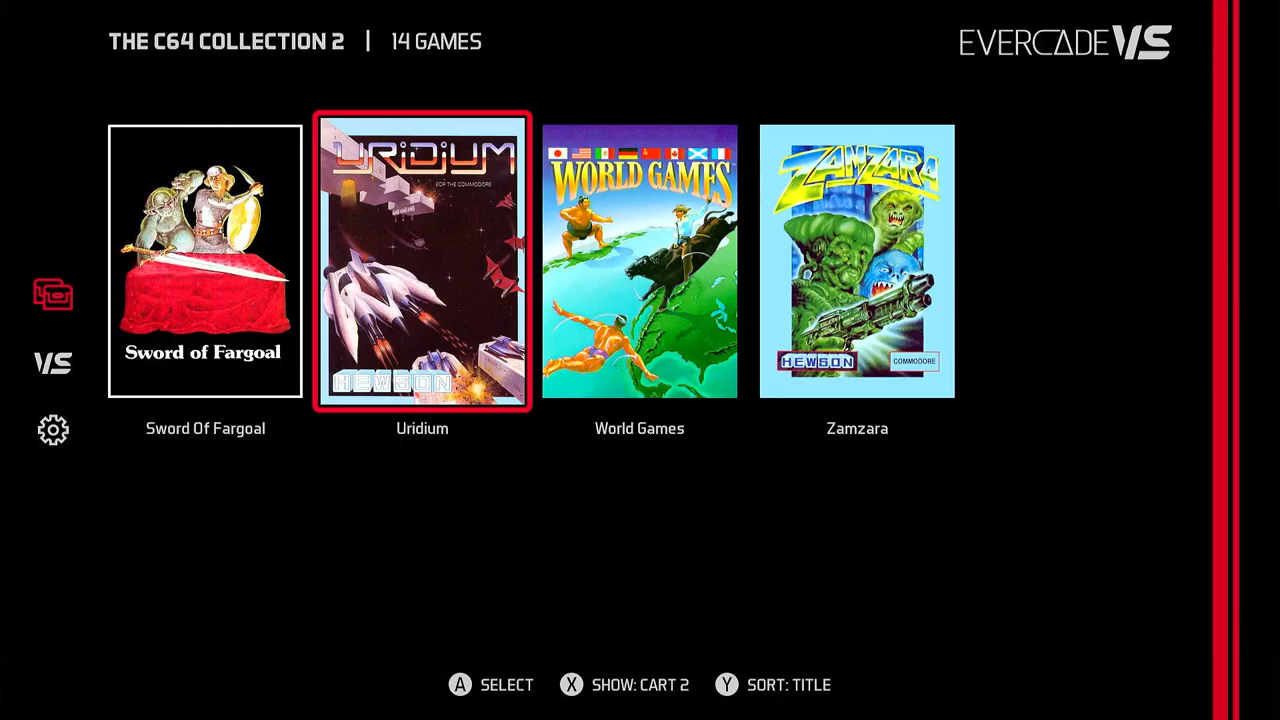 THE C64 COLLECTION 2 | 14 GAMES
EVERCADE VS
Sword of Fargoal
URIDIUM
FOR THE COMMODORE
HEWSON
WORLD GAMES
ZAMZARA
HEWSON
COMMODORE
VS
Sword Of Fargoal
Uridium
World Games
Zamzara
A SELECT
X SHOW: CART 2
Y SORT: TITLE